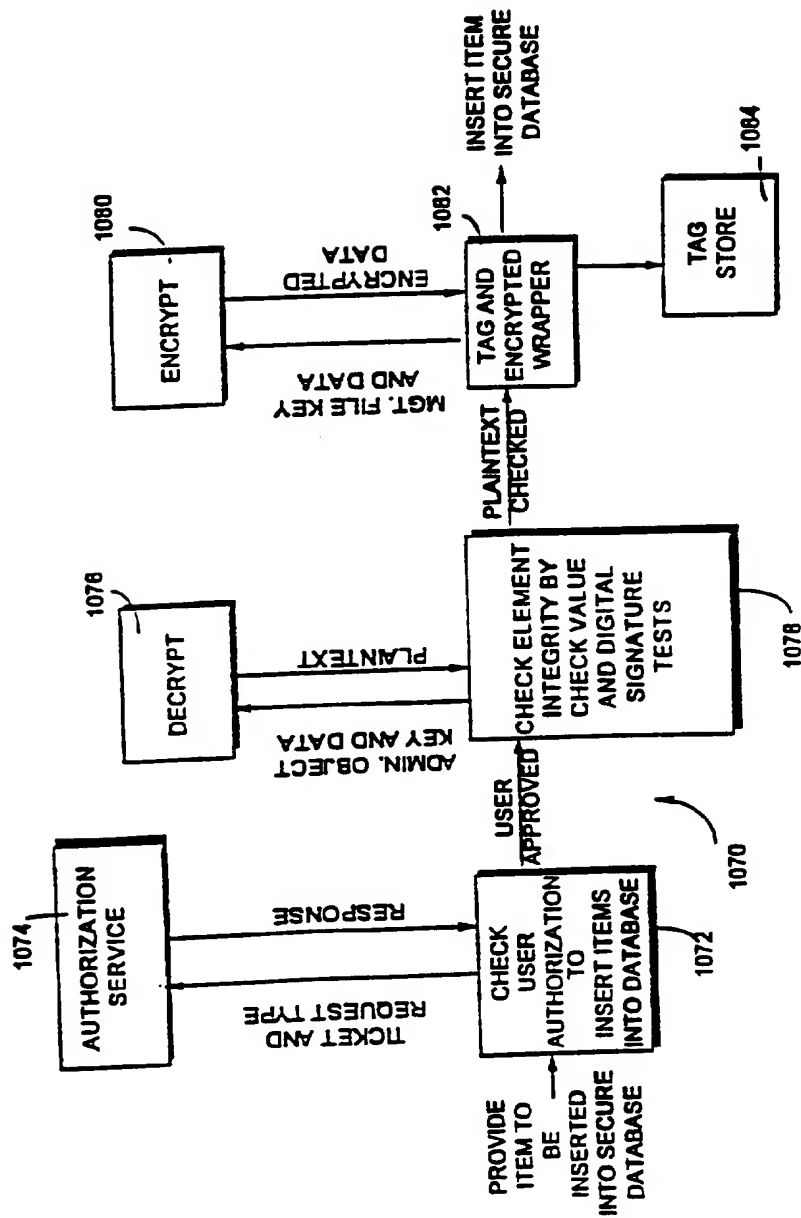 1074
AUTHORIZATION
SERVICE
TICKET AND
REQUEST TYPE
RESPONSE
PROVIDE
ITEM TO
BE
INSERTED
INTO SECURE
DATABASE
CHECK
USER
AUTHORIZATION
TO
INSERT ITEMS
INTO DATABASE
1072
1070
USER
APPROVED
1076
DECRYPT
ADMIN. OBJECT
KEY AND DATA
PLAINTEXT
CHECK ELEMENT
INTEGRITY BY
CHECK VALUE
AND DIGITAL
SIGNATURE
TESTS
1078
PLAINTEXT
CHECKED
1080
ENCRYPT
MGT. FILE KEY
AND DATA
ENCRYPTED
DATA
1082
TAG AND
ENCRYPTED
WRAPPER
INSERT ITEM
INTO SECURE
DATABASE
TAG
STORE
1084